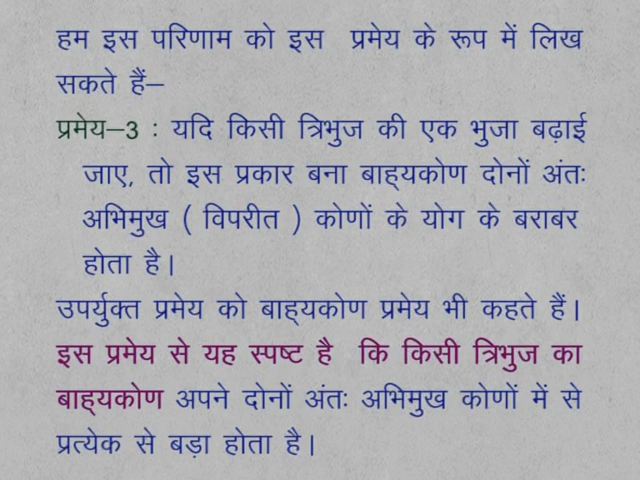 हम इस परिणाम को इस प्रमेय के रूप में लिख
सकते हैं–
प्रमेय–3 : यदि किसी त्रिभुज की एक भुजा बढ़ाई
जाए, तो इस प्रकार बना बाह्यकोण दोनों अंतः
अभिमुख ( विपरीत ) कोणों के योग के बराबर
होता है।
उपर्युक्त प्रमेय को बाह्यकोण प्रमेय भी कहते हैं।
इस प्रमेय से यह स्पष्ट है कि किसी त्रिभुज का
बाह्यकोण अपने दोनों अंतः अभिमुख कोणों में से
प्रत्येक से बड़ा होता है।